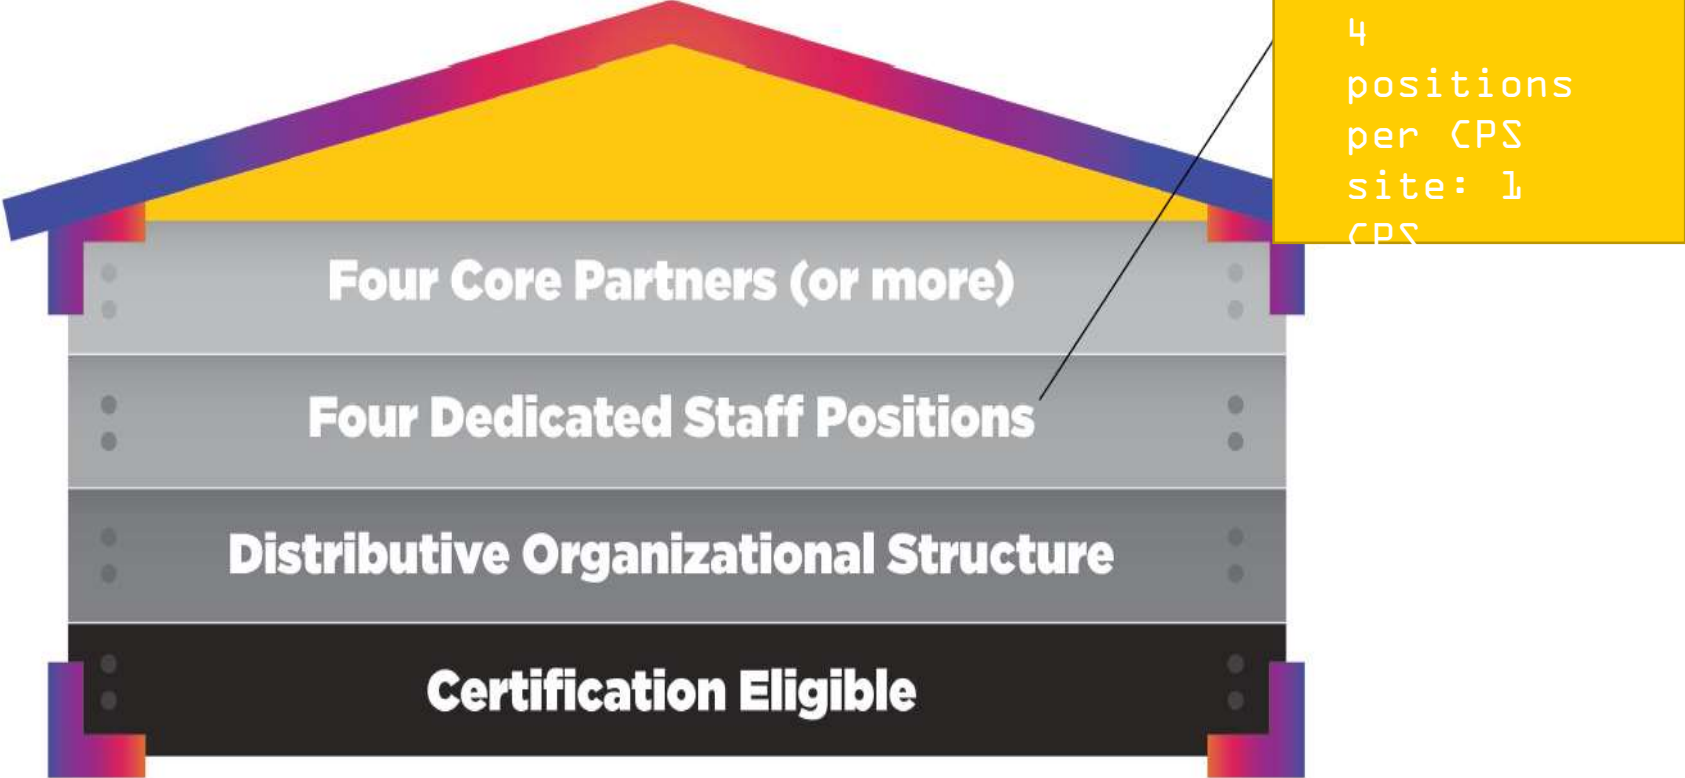 4
positions
per CPS
site: 1
CPS
Four Core Partners (or more)
Four Dedicated Staff Positions
Distributive Organizational Structure
Certification Eligible